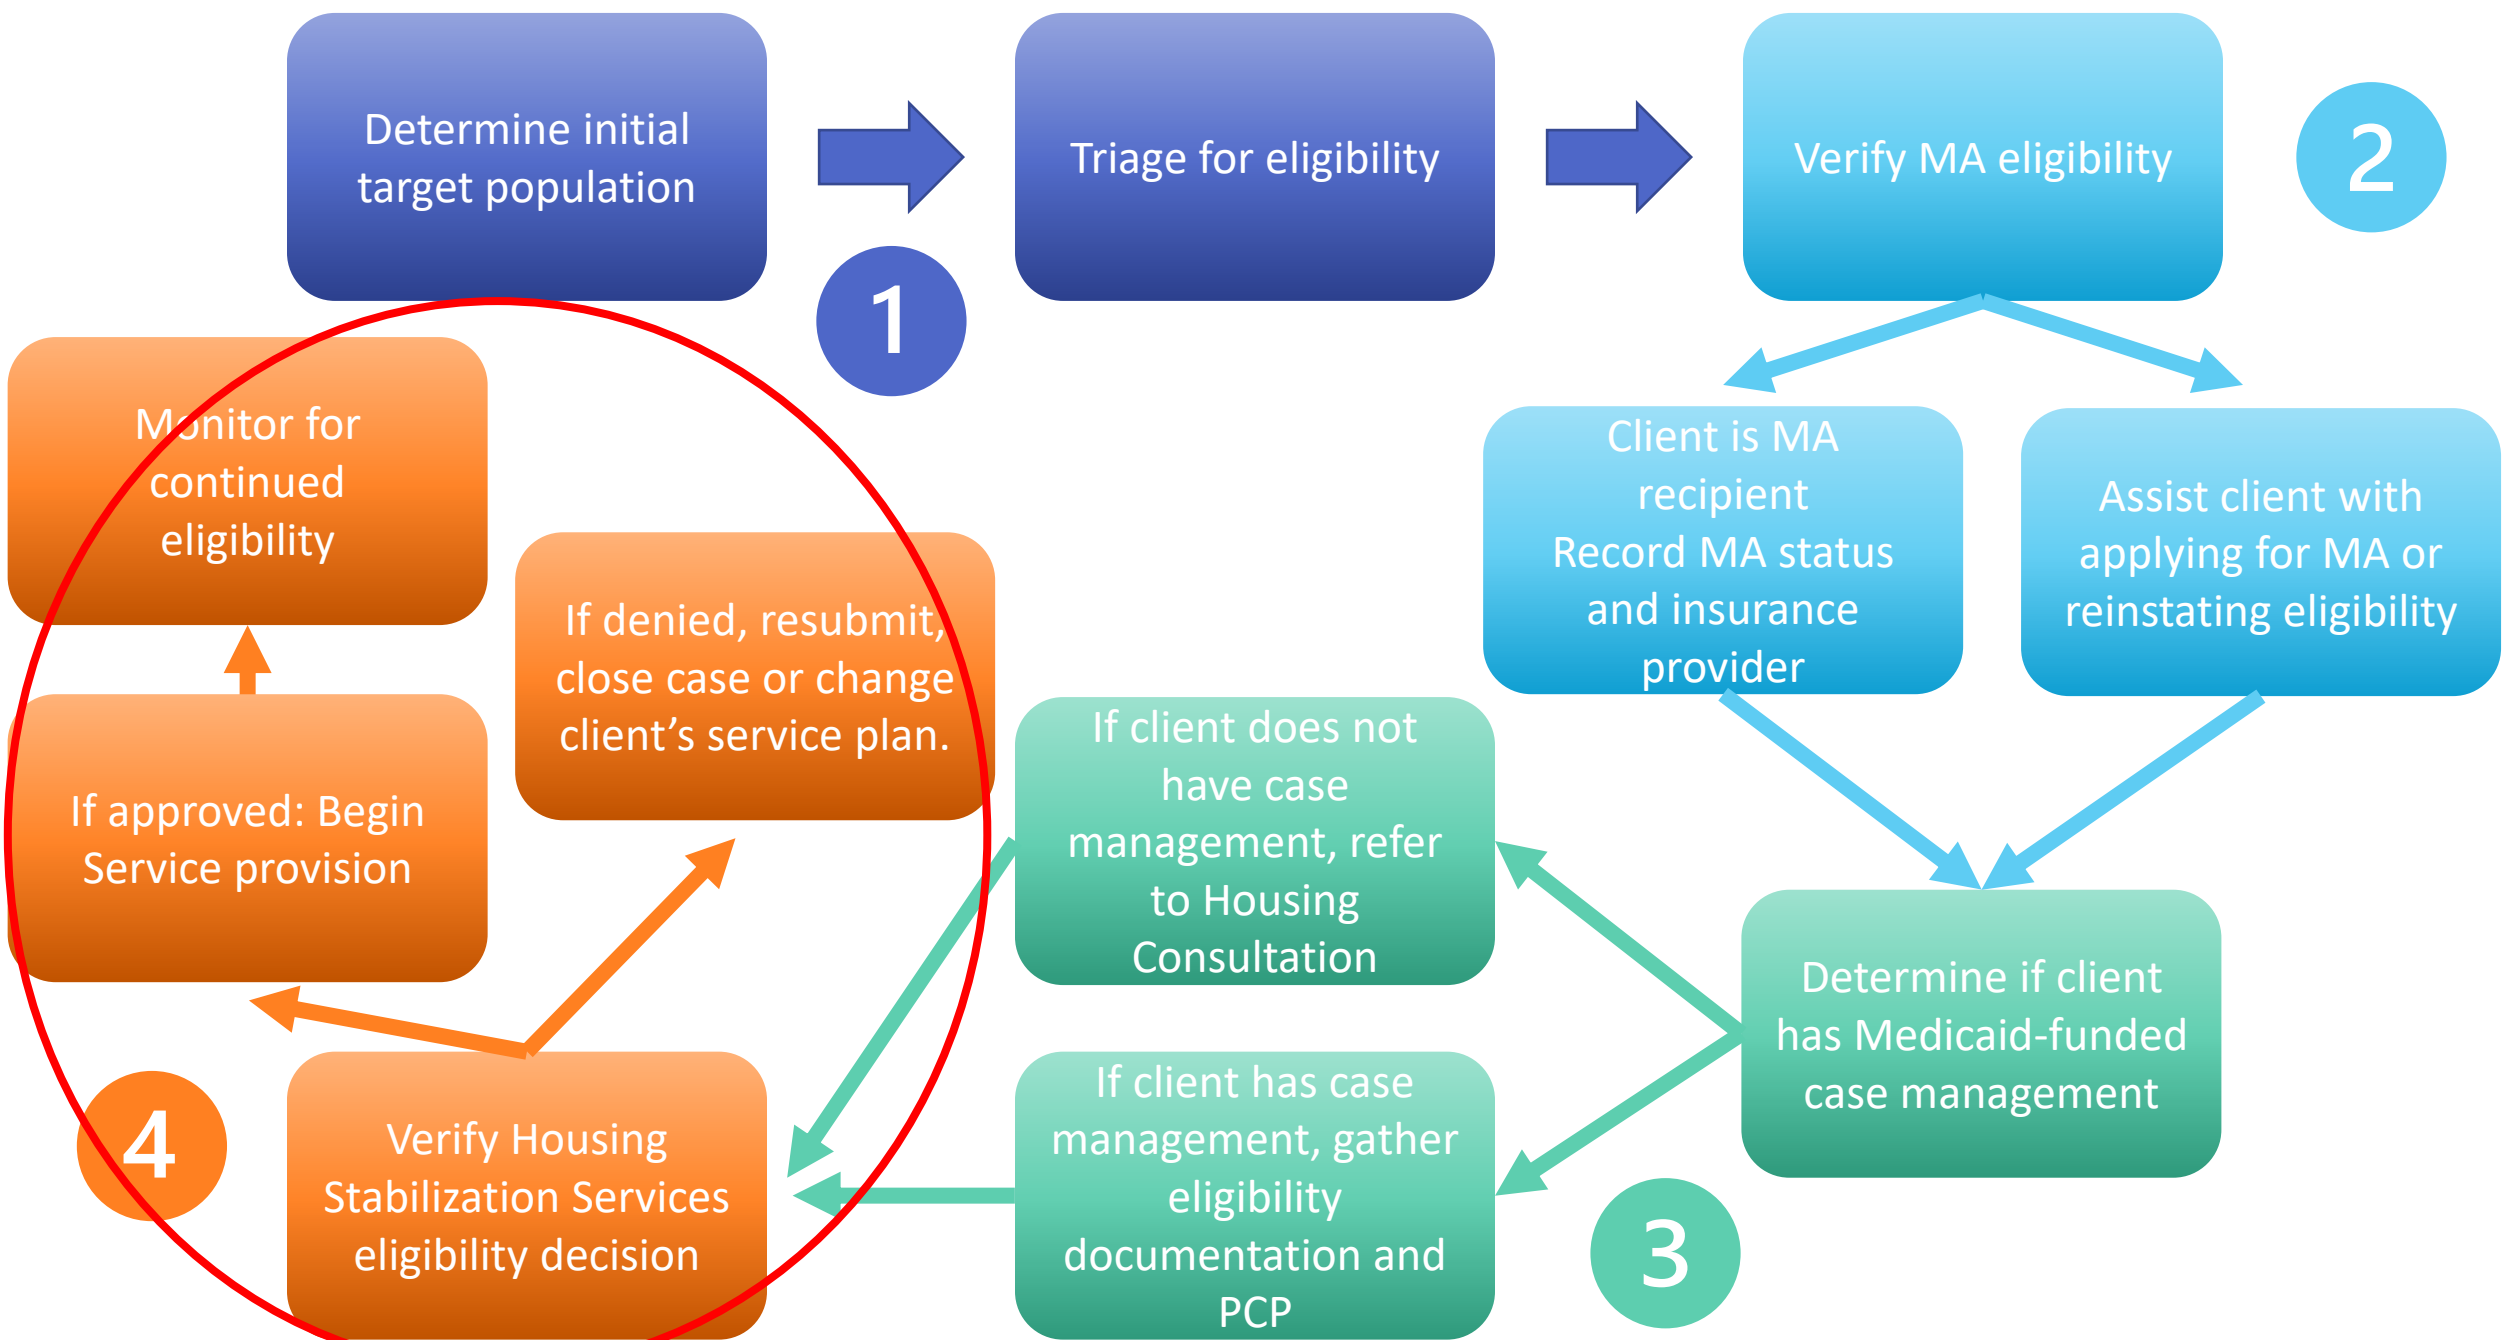 Determine initial
target population
1
Triage for eligibility
Verify MA eligibility
2
Client is MA
recipient
Record MA status
and insurance
provider
Assist client with
applying for MA or
reinstating eligibility
Determine if client
has Medicaid-funded
case management
3
If client does not
have case
management, refer
to Housing
Consultation
If client has case
management, gather
eligibility
documentation and
PCP
Verify Housing
Stabilization Services
eligibility decision
4
If denied, resubmit,
close case or change
client’s service plan.
If approved: Begin
Service provision
Monitor for
continued
eligibility